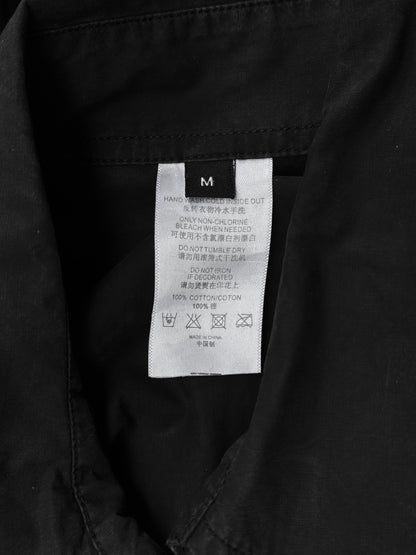 M
HAND WASH COLD INSIDE OUT
反转衣物冷水手洗
ONLY NON-CHLORINE
BLEACH WHEN NEEDED
可使用不含氯漂白剂漂白
DO NOT TUMBLE DRY
请勿用滚筒式干洗机
DO NOT IRON
IF DECORATED
请勿烫熨在印花上
100% COTTON/COTON
100% 棉
MADE IN CHINA
中国制